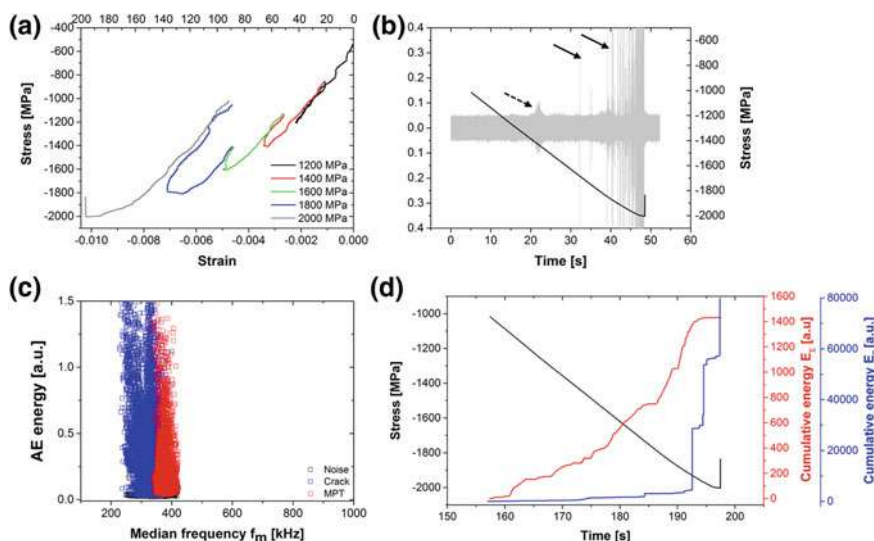 (a)
200 180 160 140 120 100 80 60 40 20 0
-400
-600
-800
-1000
-1200
-1400
-1600
-1800
-2000
Stress [MPa]
1200 MPa
1400 MPa
1600 MPa
1800 MPa
2000 MPa
-0.010 -0.008 -0.006 -0.004 -0.002 0.000
Strain
(b)
0.4
0.3
0.2
0.1
0.0
0.1
0.2
0.3
0.4
-600
-800
-1000
-1200
-1400
-1600
-1800
-2000
Stress [MPa]
0 10 20 30 40 50 60
Time [s]
(c)
1.5
1.0
0.5
0.0
AE energy [a.u.]
Noise
Crack
MPT
0 200 400 600 800 1000
Median frequency fm [kHz]
(d)
-1000
-1200
-1400
-1600
-1800
-2000
Stress [MPa]
1600
1400
1200
1000
800
600
400
200
0
Cumulative energy E [a.u]
80000
60000
40000
20000
0
Cumulative energy E [a.u]
150 160 170 180 190 200
Time [s]